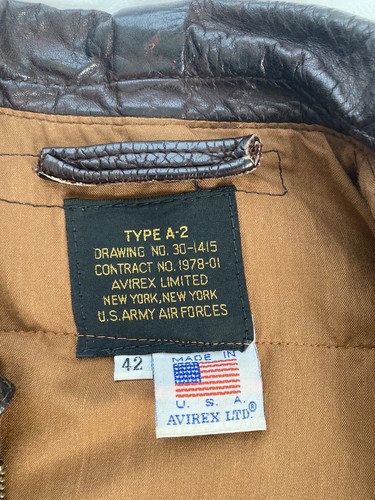 TYPE A-2
DRAWING NO. 30-1415
CONTRACT NO. 1978-01
AVIREX LIMITED
NEW YORK, NEW YORK
U.S. ARMY AIR FORCES
42
MADE IN
U. S. A.
AVIREX LTD.®